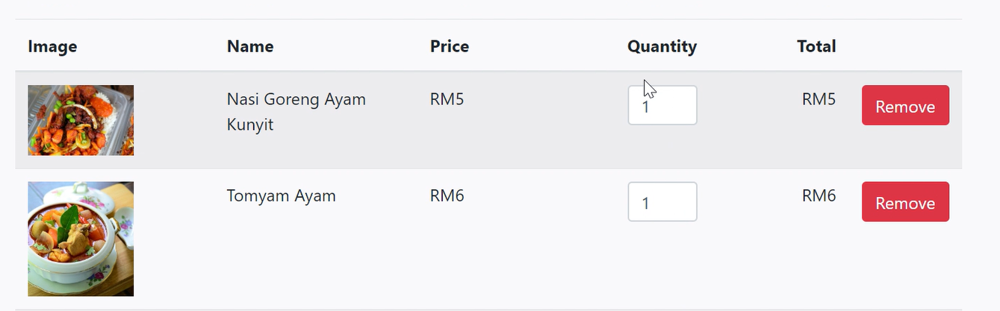 Image Name Price Quantity Total
Nasi Goreng Ayam RM5 1 RM5 Remove
Kunyit
Tomyam Ayam RM6 1 RM6 Remove